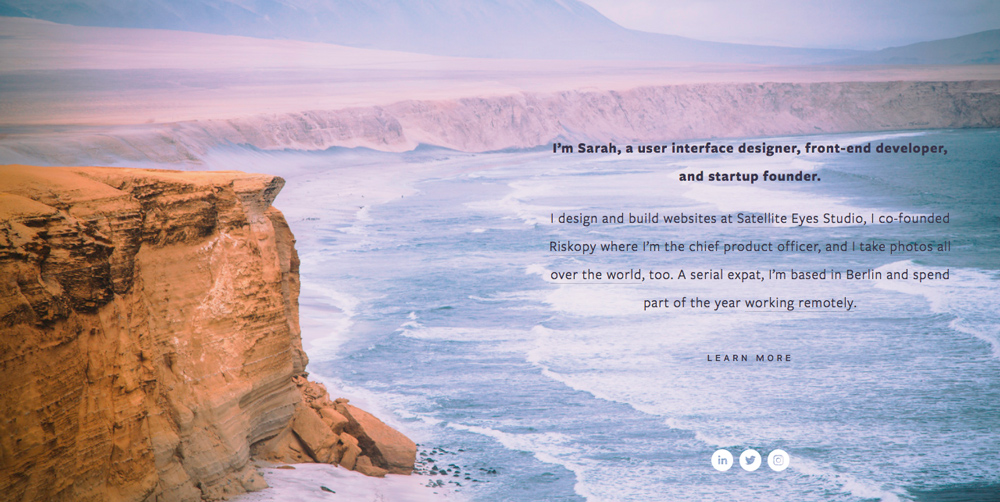 I'm Sarah, a user interface designer, front-end developer,
and startup founder.
I design and build websites at Satellite Eyes Studio, I co-founded
Riskopy where I'm the chief product officer, and I take photos all
over the world, too. A serial expat, I'm based in Berlin and spend
part of the year working remotely.
LEARN MORE
in